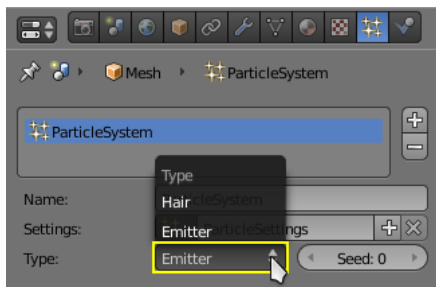 Mesh ParticleSystem
ParticleSystem
Type
Name:
Hair
Settings:
Emitter
Type:
Emitter
Seed: 0